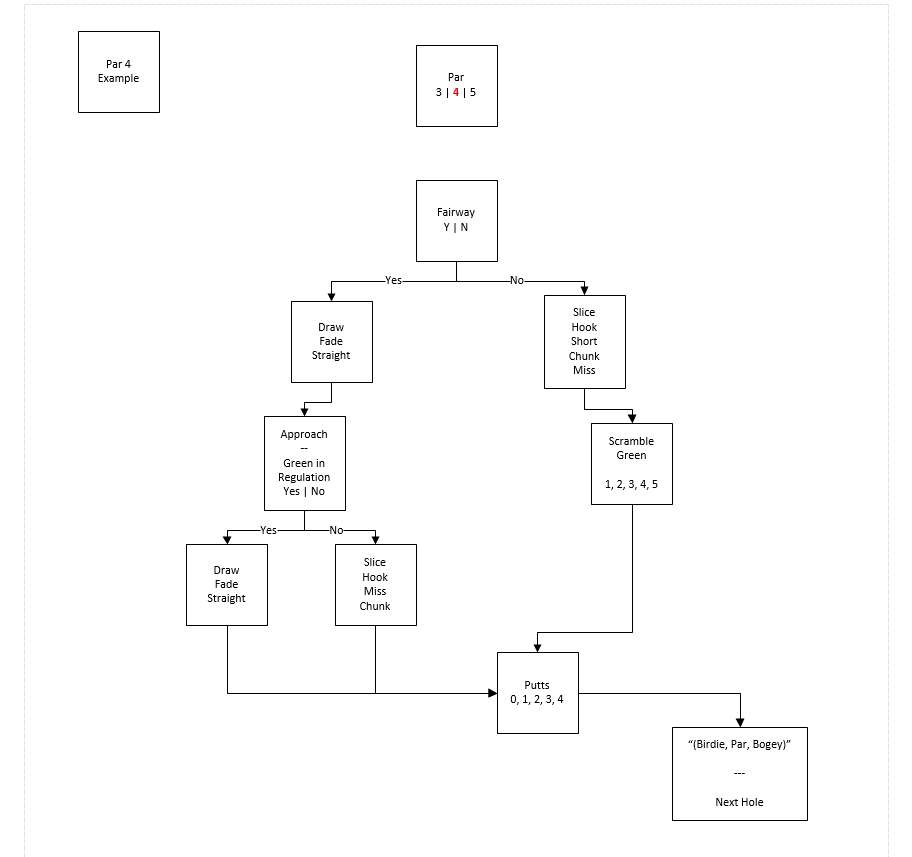 Par 4
Example
Par
3 | 4 | 5
Fairway
Y | N
Yes
No
Draw
Fade
Straight
Slice
Hook
Short
Chunk
Miss
Approach
--
Green in
Regulation
Yes | No
Scramble
Green
1, 2, 3, 4, 5
Yes
No
Draw
Fade
Straight
Slice
Hook
Miss
Chunk
Putts
0, 1, 2, 3, 4
“(Birdie, Par, Bogey)”
---
Next Hole